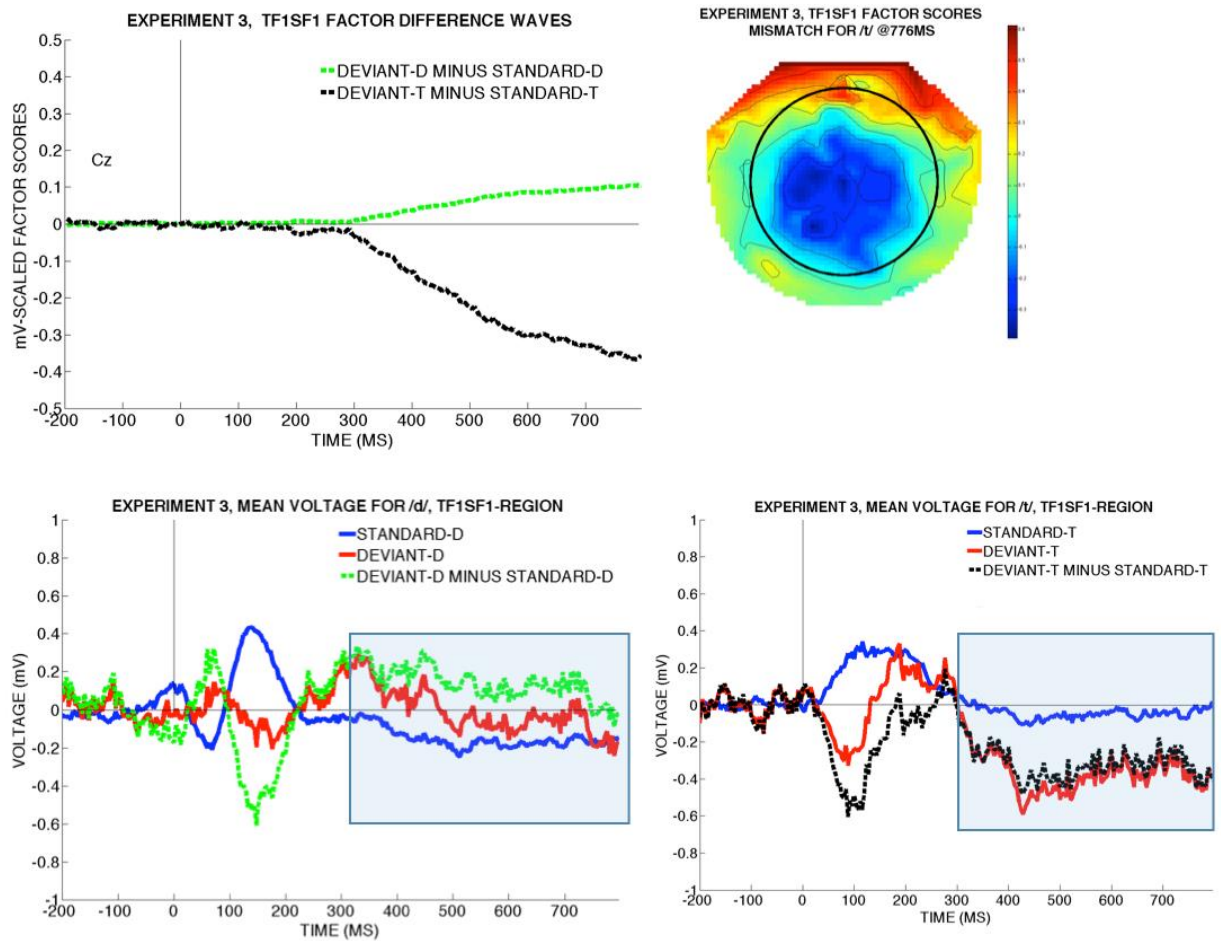 EXPERIMENT 3, TF1SF1 FACTOR DIFFERENCE WAVES
0.5
0.4
0.3
0.2
0.1
0
-0.1
-0.2
-0.3
-0.4
-0.5
mV-SCALED FACTOR SCORES
DEVIANT-D MINUS STANDARD-D
DEVIANT-T MINUS STANDARD-T
Cz
-200 -100 0 100 200 300 400 500 600 700
TIME (MS)
EXPERIMENT 3, TF1SF1 FACTOR SCORES
MISMATCH FOR /t/ @776MS
EXPERIMENT 3, MEAN VOLTAGE FOR /d/, TF1SF1-REGION
1
0.8
0.6
0.4
0.2
0
-0.2
-0.4
-0.6
-0.8
-1
VOLTAGE (mV)
STANDARD-D
DEVIANT-D
DEVIANT-D MINUS STANDARD-D
-200 -100 0 100 200 300 400 500 600 700
TIME (MS)
EXPERIMENT 3, MEAN VOLTAGE FOR /t/, TF1SF1-REGION
1
0.8
0.6
0.4
0.2
0
-0.2
-0.4
-0.6
-0.8
-1
VOLTAGE (mV)
STANDARD-T
DEVIANT-T
DEVIANT-T MINUS STANDARD-T
-200 -100 0 100 200 300 400 500 600 700
TIME (MS)